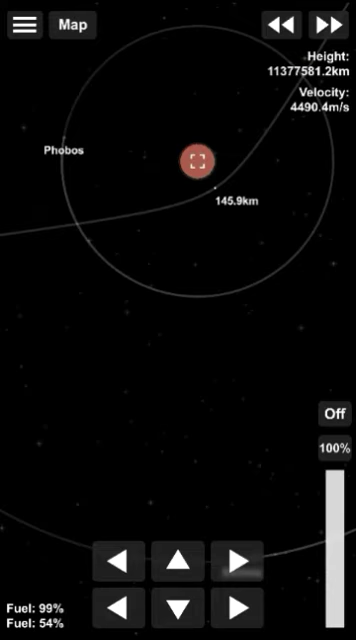 Map
Height:
11377581.2km
Velocity:
4490.4m/s
Phobos
145.9km
Off
100%
Fuel: 99%
Fuel: 54%